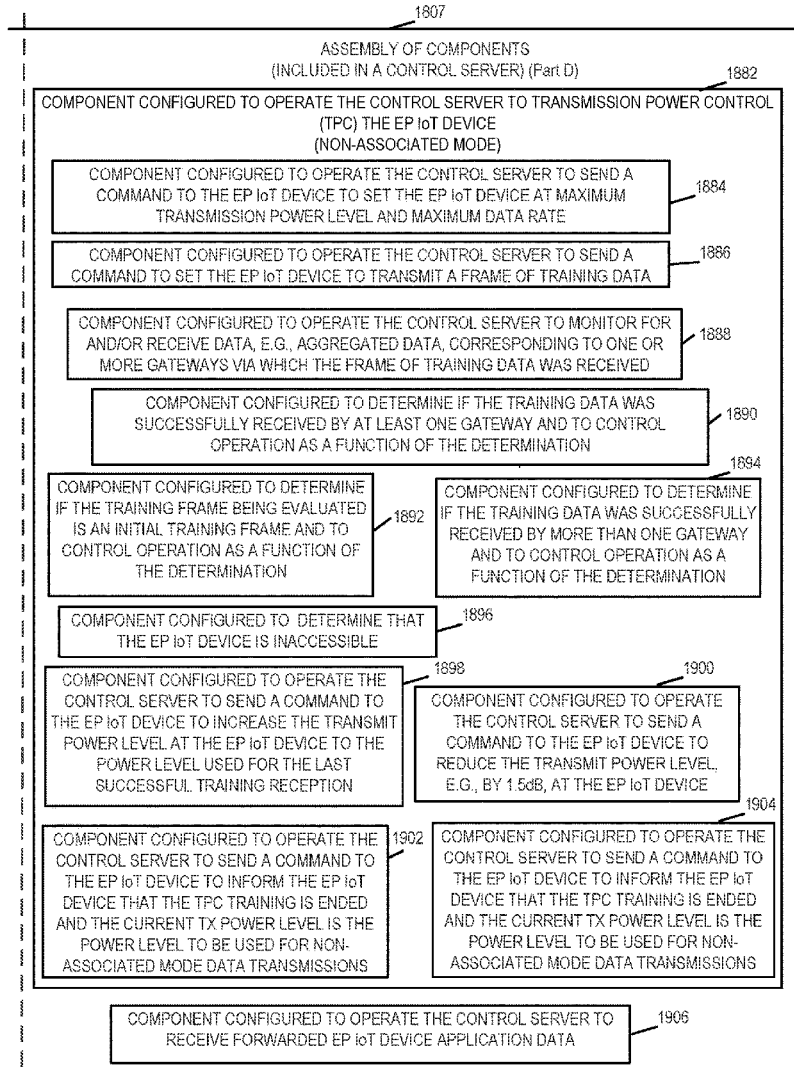 1807
ASSEMBLY OF COMPONENTS
(INCLUDED IN A CONTROL SERVER) (Part D)
1882
COMPONENT CONFIGURED TO OPERATE THE CONTROL SERVER TO TRANSMISSION POWER CONTROL
(TPC) THE EP IoT DEVICE
(NON-ASSOCIATED MODE)
COMPONENT CONFIGURED TO OPERATE THE CONTROL SERVER TO SEND A
COMMAND TO THE EP IoT DEVICE TO SET THE EP IoT DEVICE AT MAXIMUM
TRANSMISSION POWER LEVEL AND MAXIMUM DATA RATE
1884
COMPONENT CONFIGURED TO OPERATE THE CONTROL SERVER TO SEND A
COMMAND TO SET THE EP IoT DEVICE TO TRANSMIT A FRAME OF TRAINING DATA
1886
COMPONENT CONFIGURED TO OPERATE THE CONTROL SERVER TO MONITOR FOR
AND/OR RECEIVE DATA, E.G., AGGREGATED DATA, CORRESPONDING TO ONE OR
MORE GATEWAYS VIA WHICH THE FRAME OF TRAINING DATA WAS RECEIVED
1888
COMPONENT CONFIGURED TO DETERMINE IF THE TRAINING DATA WAS
SUCCESSFULLY RECEIVED BY AT LEAST ONE GATEWAY AND TO CONTROL
OPERATION AS A FUNCTION OF THE DETERMINATION
1890
COMPONENT CONFIGURED TO DETERMINE
IF THE TRAINING FRAME BEING EVALUATED
IS AN INITIAL TRAINING FRAME AND TO
CONTROL OPERATION AS A FUNCTION OF
THE DETERMINATION
1892
1894
COMPONENT CONFIGURED TO DETERMINE
IF THE TRAINING DATA WAS SUCCESSFULLY
RECEIVED BY MORE THAN ONE GATEWAY
AND TO CONTROL OPERATION AS A
FUNCTION OF THE DETERMINATION
COMPONENT CONFIGURED TO DETERMINE THAT
THE EP IoT DEVICE IS INACCESSIBLE
1896
1898
COMPONENT CONFIGURED TO OPERATE THE
CONTROL SERVER TO SEND A COMMAND TO
THE EP IoT DEVICE TO INCREASE THE TRANSMIT
POWER LEVEL AT THE EP IoT DEVICE TO THE
POWER LEVEL USED FOR THE LAST
SUCCESSFUL TRAINING RECEPTION
1900
COMPONENT CONFIGURED TO OPERATE
THE CONTROL SERVER TO SEND A
COMMAND TO THE EP IoT DEVICE TO
REDUCE THE TRANSMIT POWER LEVEL,
E.G., BY 1.5dB, AT THE EP IoT DEVICE
COMPONENT CONFIGURED TO OPERATE THE
CONTROL SERVER TO SEND A COMMAND TO
THE EP IoT DEVICE TO INFORM THE EP IoT
DEVICE THAT THE TPC TRAINING IS ENDED
AND THE CURRENT TX POWER LEVEL IS THE
POWER LEVEL TO BE USED FOR NON-
ASSOCIATED MODE DATA TRANSMISSIONS
1902
1904
COMPONENT CONFIGURED TO OPERATE THE
CONTROL SERVER TO SEND A COMMAND TO
THE EP IoT DEVICE TO INFORM THE EP IoT
DEVICE THAT THE TPC TRAINING IS ENDED
AND THE CURRENT TX POWER LEVEL IS THE
POWER LEVEL TO BE USED FOR NON-
ASSOCIATED MODE DATA TRANSMISSIONS
COMPONENT CONFIGURED TO OPERATE THE CONTROL SERVER TO
RECEIVE FORWARDED EP IoT DEVICE APPLICATION DATA
1906